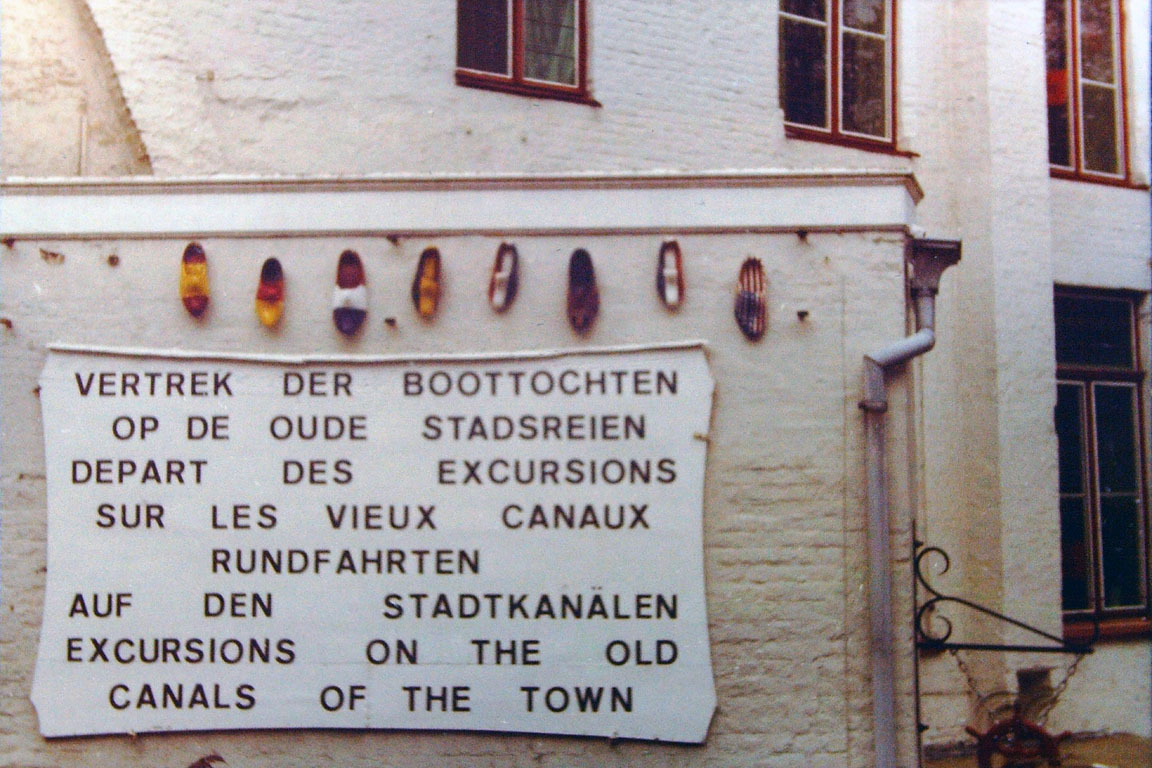 VERTREK DER BOOTTOCHTEN
OP DE OUDE STADSREIEN
DEPART DES EXCURSIONS
SUR LES VIEUX CANAUX
RUNDFAHRTEN
AUF DEN STADTKANÄLEN
EXCURSIONS ON THE OLD
CANALS OF THE TOWN